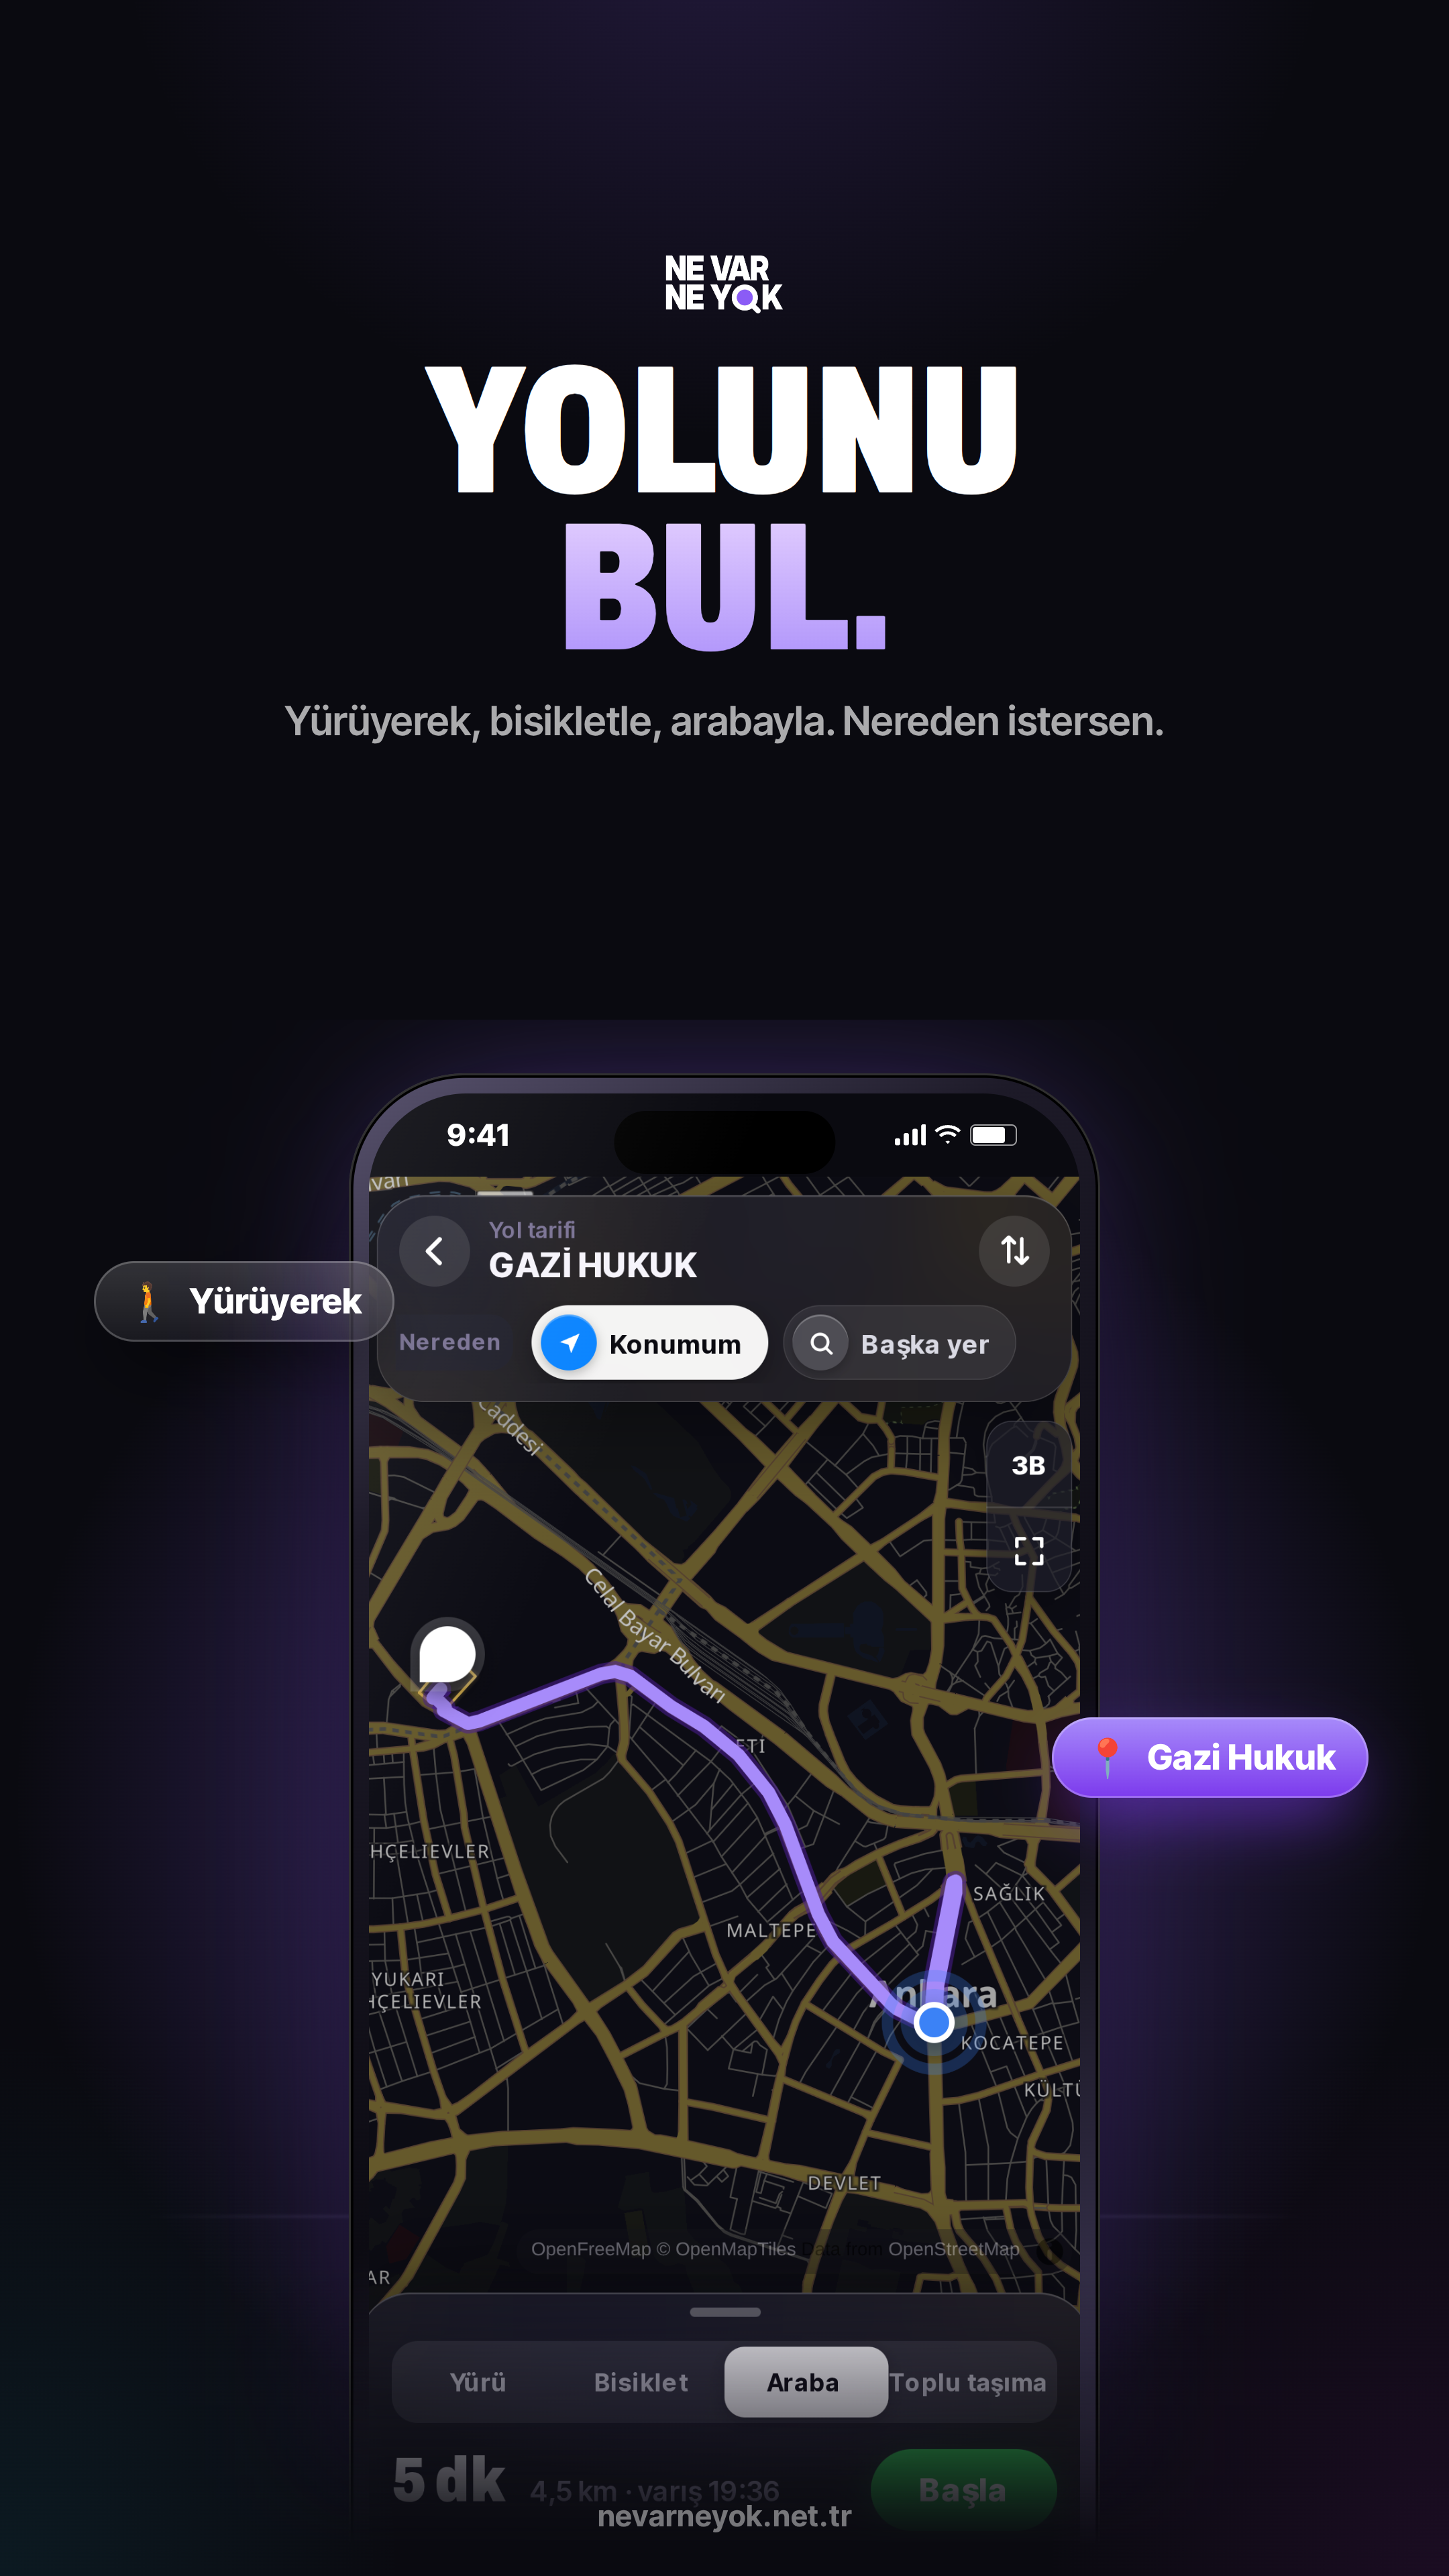 NE VAR
NE YOK
YOLUNU
BUL.
Yürüyerek, bisikletle, arabayla. Nereden istersen.
9:41
Yol tarifi
GAZİ HUKUK
Yürüyerek
Nereden
Konumum
Başka yer
Caddesi
3B
Celal Bayar Bulvarı
Gazi Hukuk
HÇELIEVLER
SAĞLIK
MALTEPE
YUKARI
HÇELIEVLER
Ankara
KOCATEPE
KÜLTÜ
DEVLET
OpenFreeMap © OpenMapTiles Data from OpenStreetMap
AR
Yürü
Bisiklet
Araba
Toplu taşıma
5 dk
4,5 km · varış 19:36
Başla
nevarneyok.net.tr